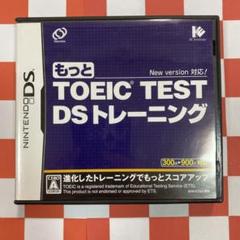 New version 対応!
もっと
TOEIC® TEST
DSトレーニング
NINTENDO DS
300点~900点 対応
進化したトレーニングでもっとスコアアップ
TOEIC is a registered trademark of Educational Testing Service (ETS).
This product is not endorsed or approved by ETS.
CERO
A